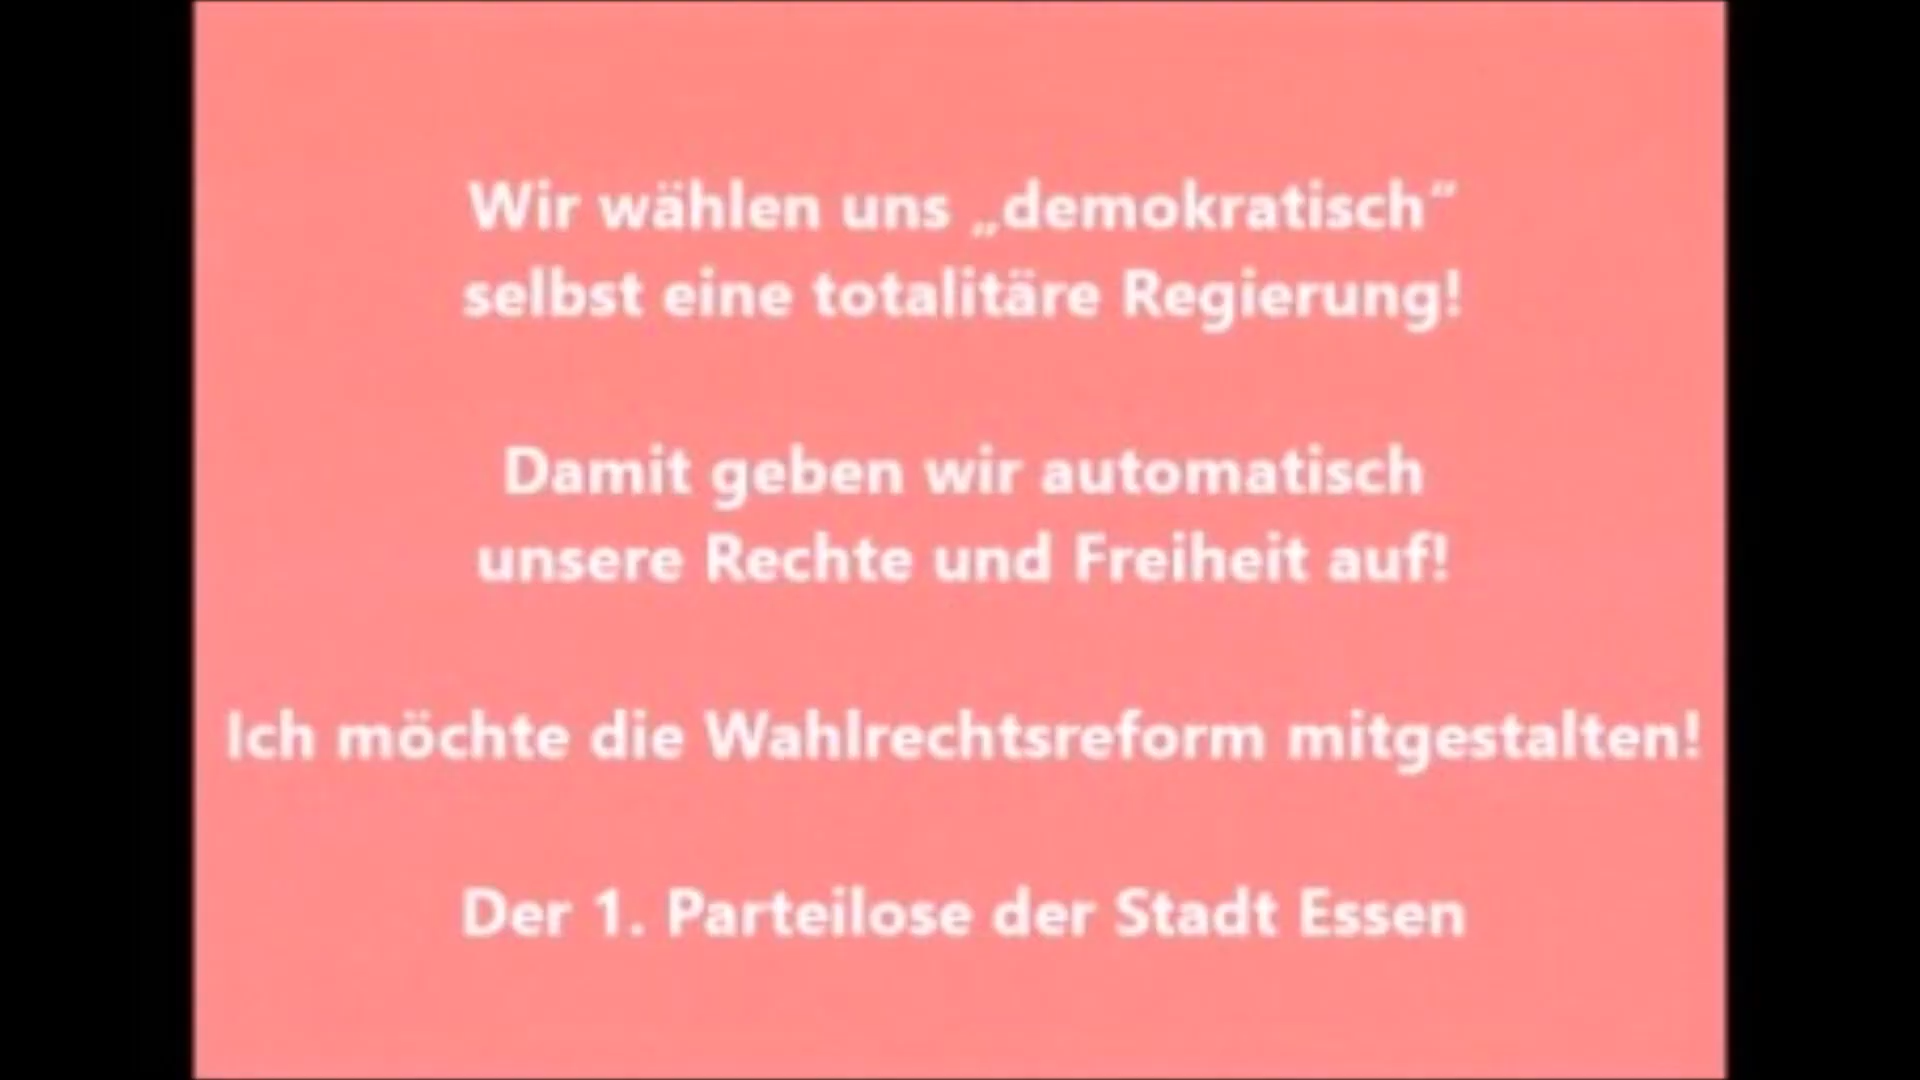 Wir wählen uns „demokratisch“
selbst eine totalitäre Regierung!
Damit geben wir automatisch
unsere Rechte und Freiheit auf!
Ich möchte die Wahlrechtsreform mitgestalten!
Der 1. Parteilose der Stadt Essen